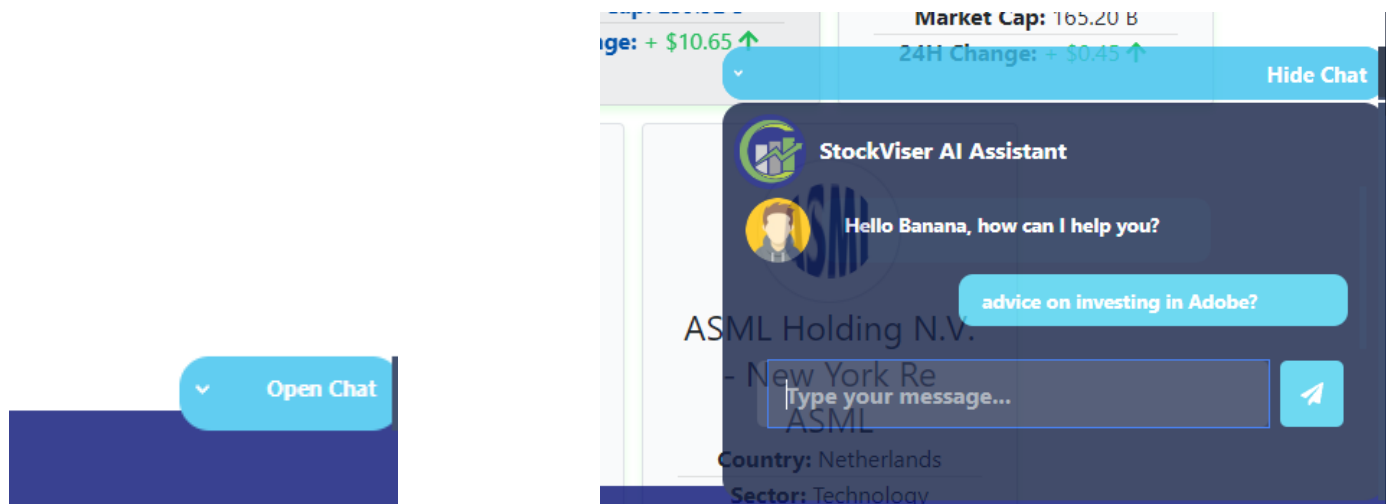 Open Chat
Market Cap: 165.20 B
nge: + $10.65
24H Change: + $0.45
Hide Chat
StockViser AI Assistant
Hello Banana, how can I help you?
advice on investing in Adobe?
ASML Holding N.V.
- New York Re
Type your message...
ASML
Country: Netherlands
Sector: Technology